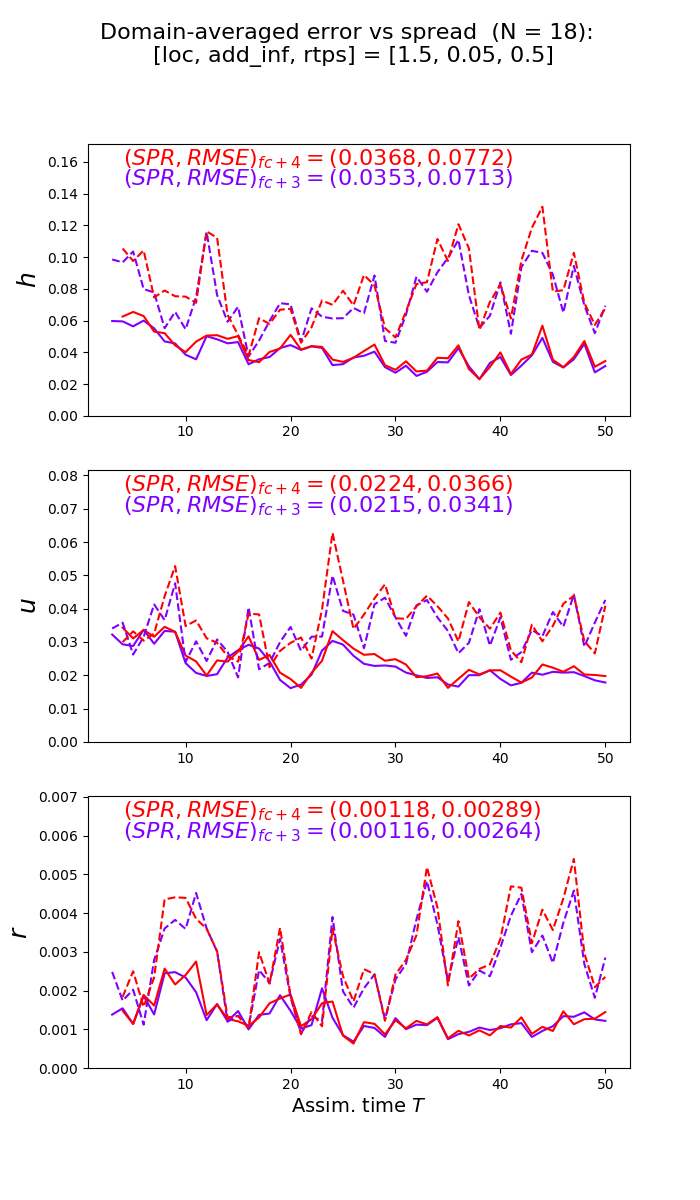 Domain-averaged error vs spread (N = 18):
[loc, add_inf, rtps] = [1.5, 0.05, 0.5]
(SPR, RMSE)fc+4 = (0.0368, 0.0772)
(SPR, RMSE)fc+3 = (0.0353, 0.0713)
h
0.16
0.14
0.12
0.10
0.08
0.06
0.04
0.02
0.00
10 20 30 40 50
(SPR, RMSE)fc+4 = (0.0224, 0.0366)
(SPR, RMSE)fc+3 = (0.0215, 0.0341)
u
0.08
0.07
0.06
0.05
0.04
0.03
0.02
0.01
0.00
10 20 30 40 50
(SPR, RMSE)fc+4 = (0.00118, 0.00289)
(SPR, RMSE)fc+3 = (0.00116, 0.00264)
r
0.007
0.006
0.005
0.004
0.003
0.002
0.001
0.000
10 20 30 40 50
Assim. time T